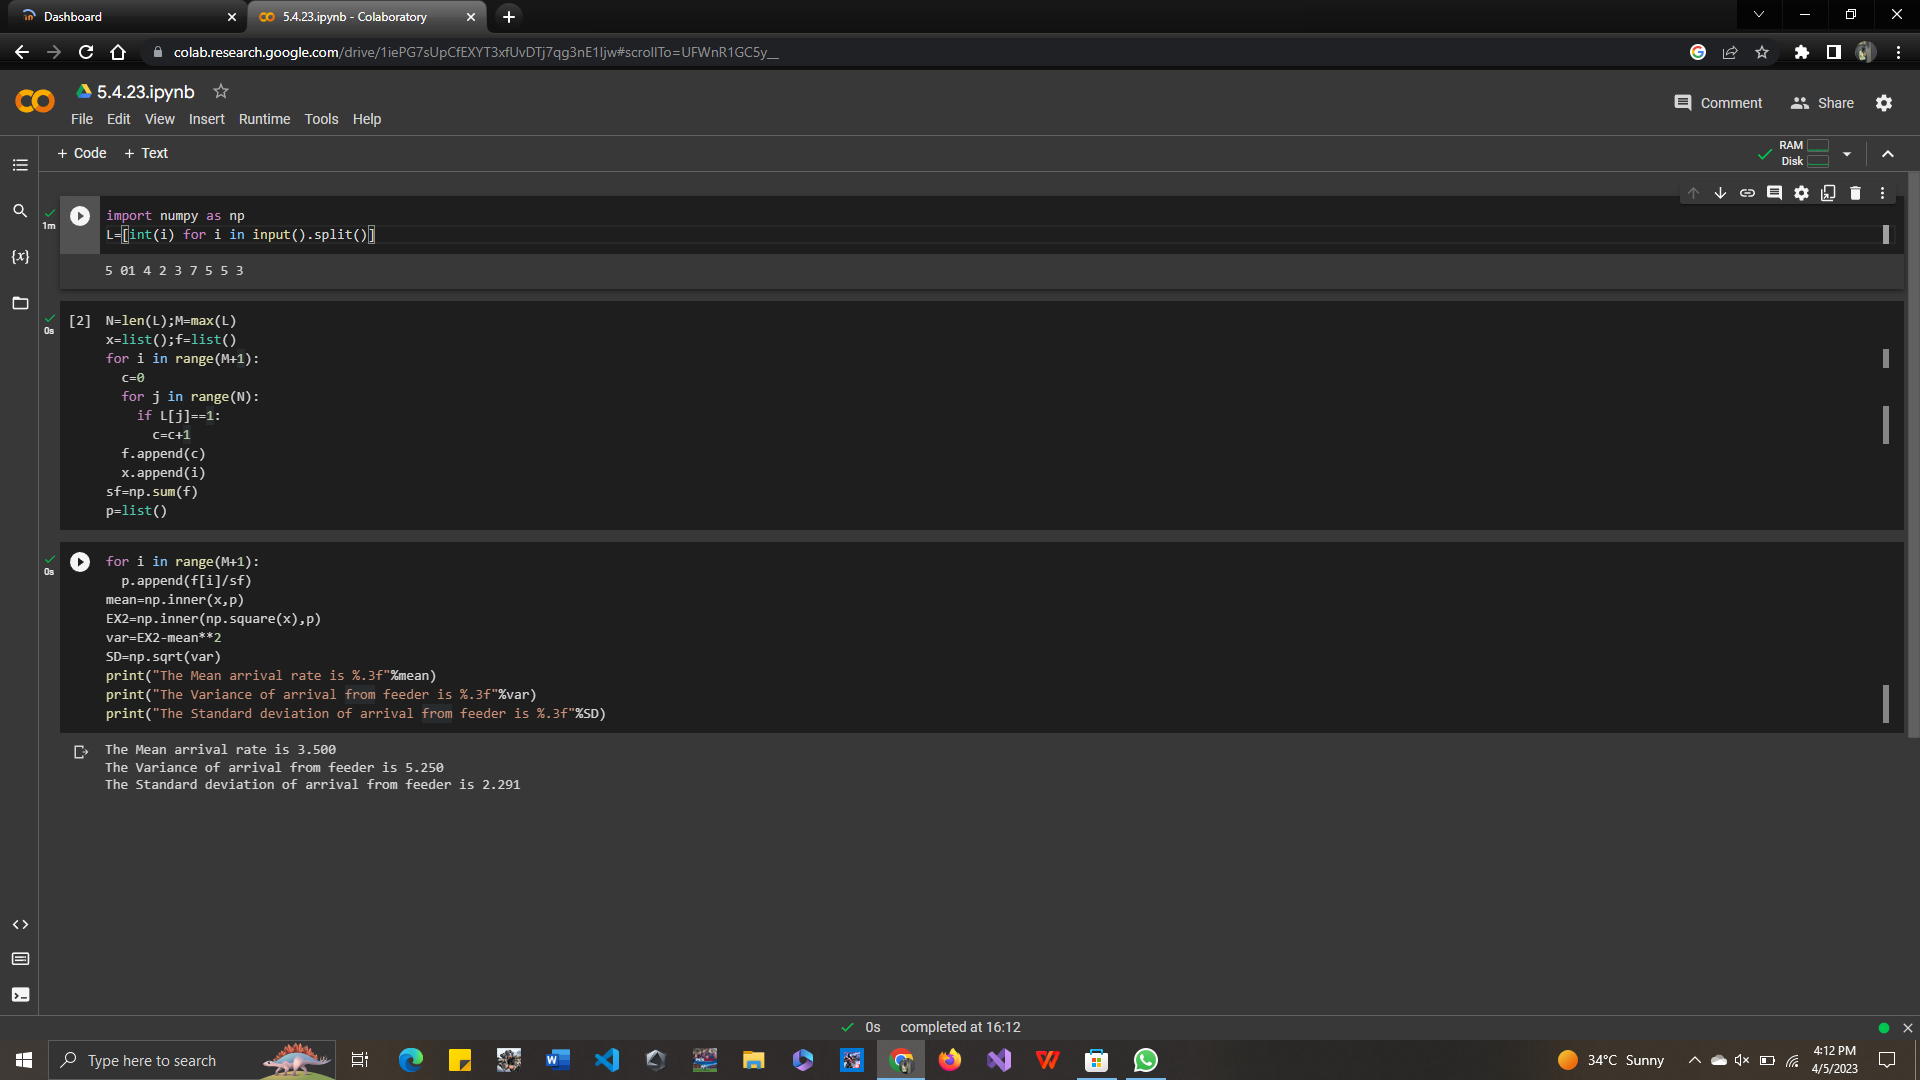 Dashboard
5.4.23.ipynb - Colaboratory
colab.research.google.com/drive/1iePG7sUpCfEXYT3xfUvDTj7qg3nE1Ijw#scrollTo=UFWnR1GC5y__
5.4.23.ipynb
Comment
Share
File Edit View Insert Runtime Tools Help
+ Code + Text
RAM
Disk
1m
import numpy as np
L=[int(i) for i in input().split()]
{x}
5 01 4 2 3 7 5 5 3
0s
[2] N=len(L);M=max(L)
x=list();f=list()
for i in range(M+1):
c=0
for j in range(N):
if L[j]==1:
c=c+1
f.append(c)
x.append(i)
sf=np.sum(f)
p=list()
0s
for i in range(M+1):
p.append(f[i]/sf)
mean=np.inner(x,p)
EX2=np.inner(np.square(x),p)
var=EX2-mean**2
SD=np.sqrt(var)
print("The Mean arrival rate is %.3f"%mean)
print("The Variance of arrival from feeder is %.3f"%var)
print("The Standard deviation of arrival from feeder is %.3f"%SD)
The Mean arrival rate is 3.500
The Variance of arrival from feeder is 5.250
The Standard deviation of arrival from feeder is 2.291
0s completed at 16:12
Type here to search
34°C Sunny
4:12 PM
4/5/2023